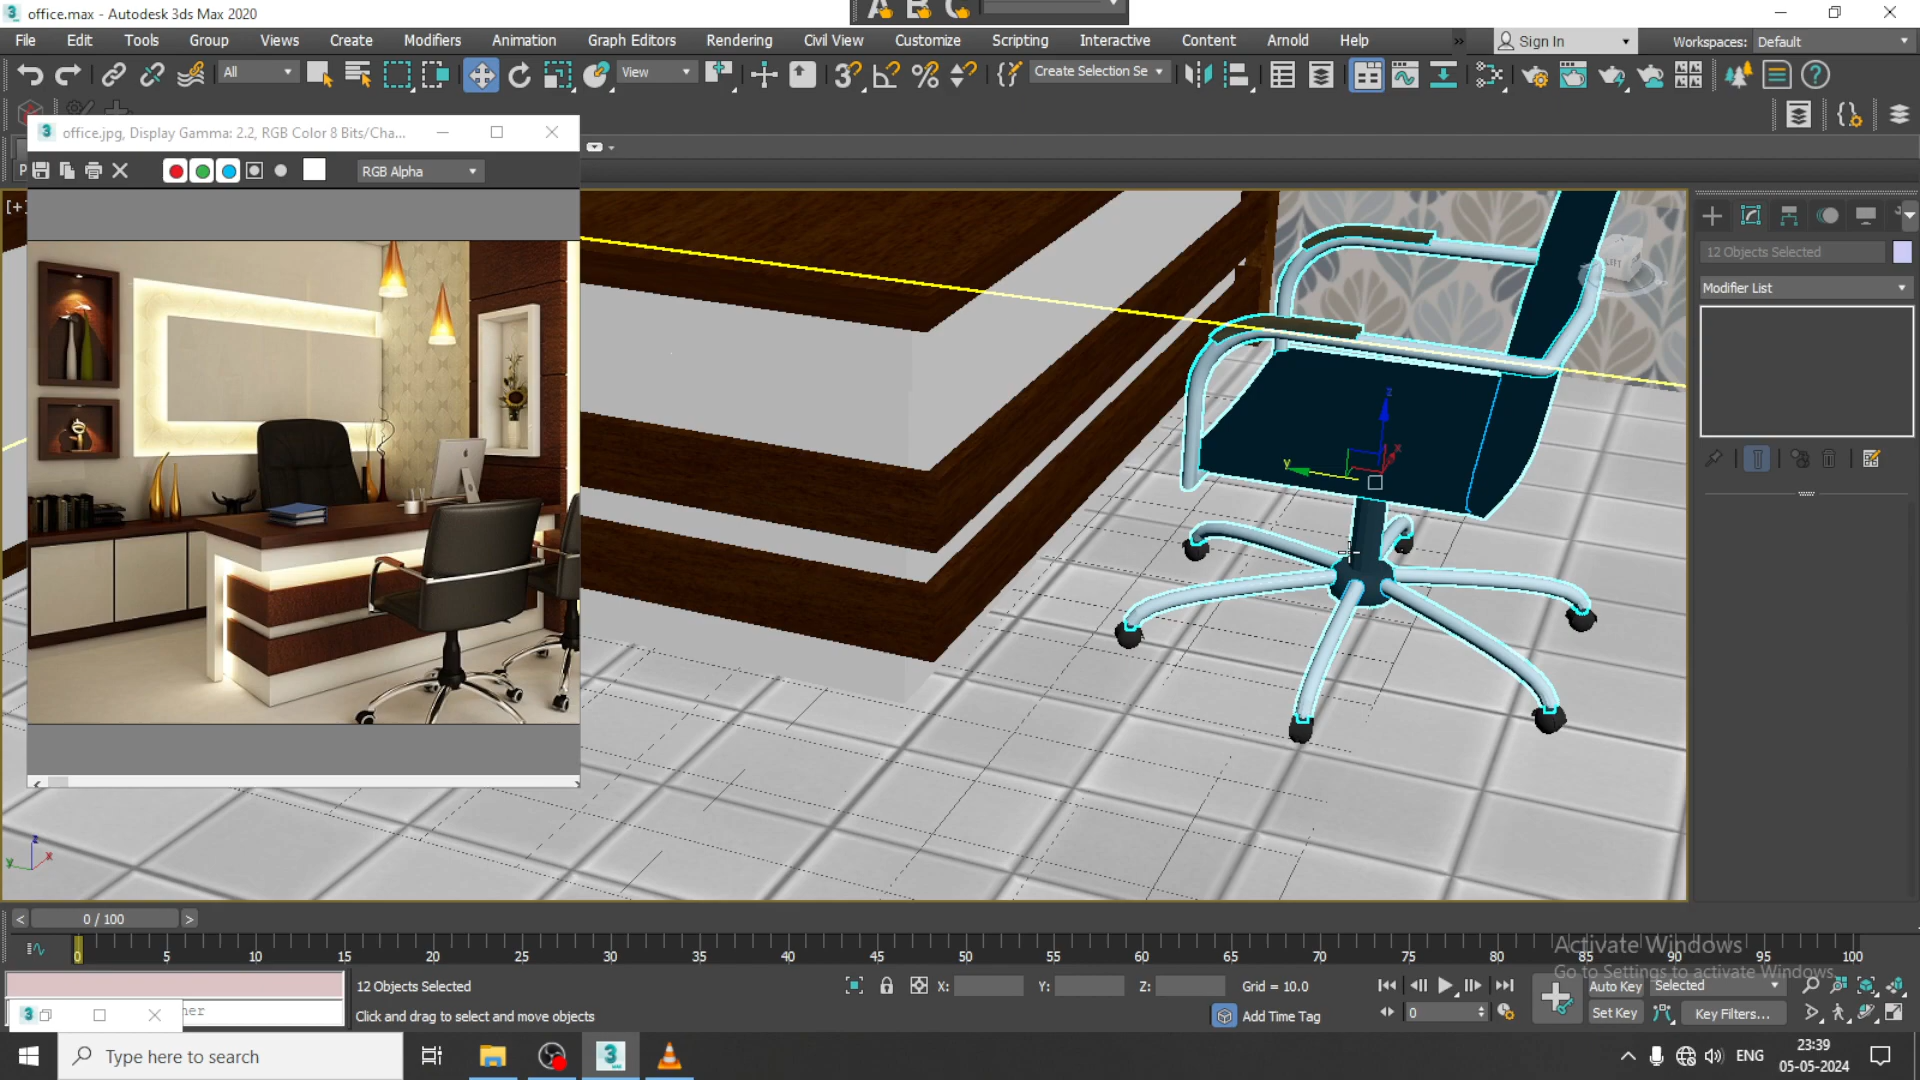 office.max - Autodesk 3ds Max 2020
File Edit Tools Group Views Create Modifiers Animation Graph Editors Rendering Civil View Customize Scripting Interactive Content Arnold Help » Sign In Workspaces: Default
All View Create Selection Se
office.jpg, Display Gamma: 2.2, RGB Color 8 Bits/Cha...
P RGB Alpha
[+]
LEFT
12 Objects Selected
Modifier List
z
x
y
z
y x
< 0 / 100 >
0 5 10 15 20 25 30 35 40 45 50 55 60 65 70 75 80 85 90 95 100
Activate Windows
Go to Settings to activate Windows.
12 Objects Selected X: Y: Z: Grid = 10.0 Auto Key Selected
ner Click and drag to select and move objects Add Time Tag 0 Set Key Key Filters...
Type here to search ENG 23:39
05-05-2024